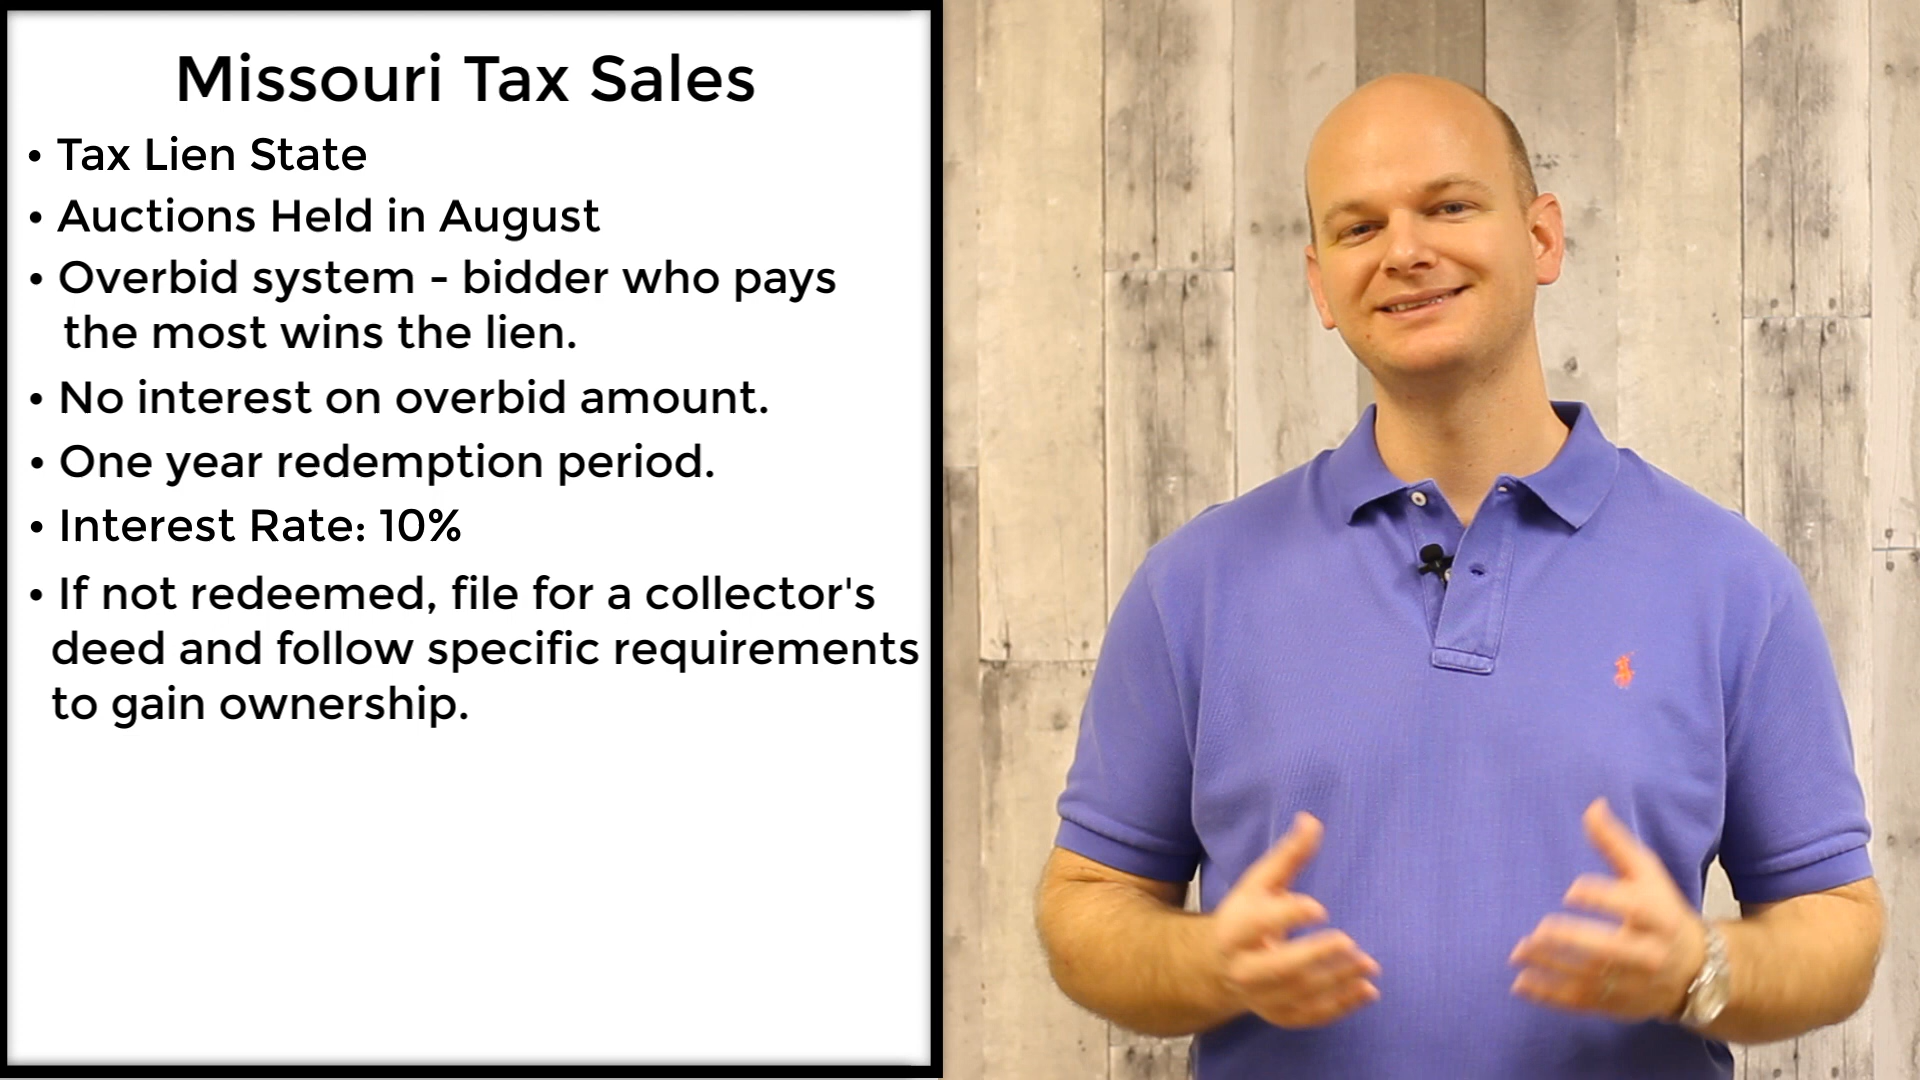 Missouri Tax Sales
• Tax Lien State
• Auctions Held in August
• Overbid system - bidder who pays
the most wins the lien.
• No interest on overbid amount.
• One year redemption period.
• Interest Rate: 10%
• If not redeemed, file for a collector's
deed and follow specific requirements
to gain ownership.